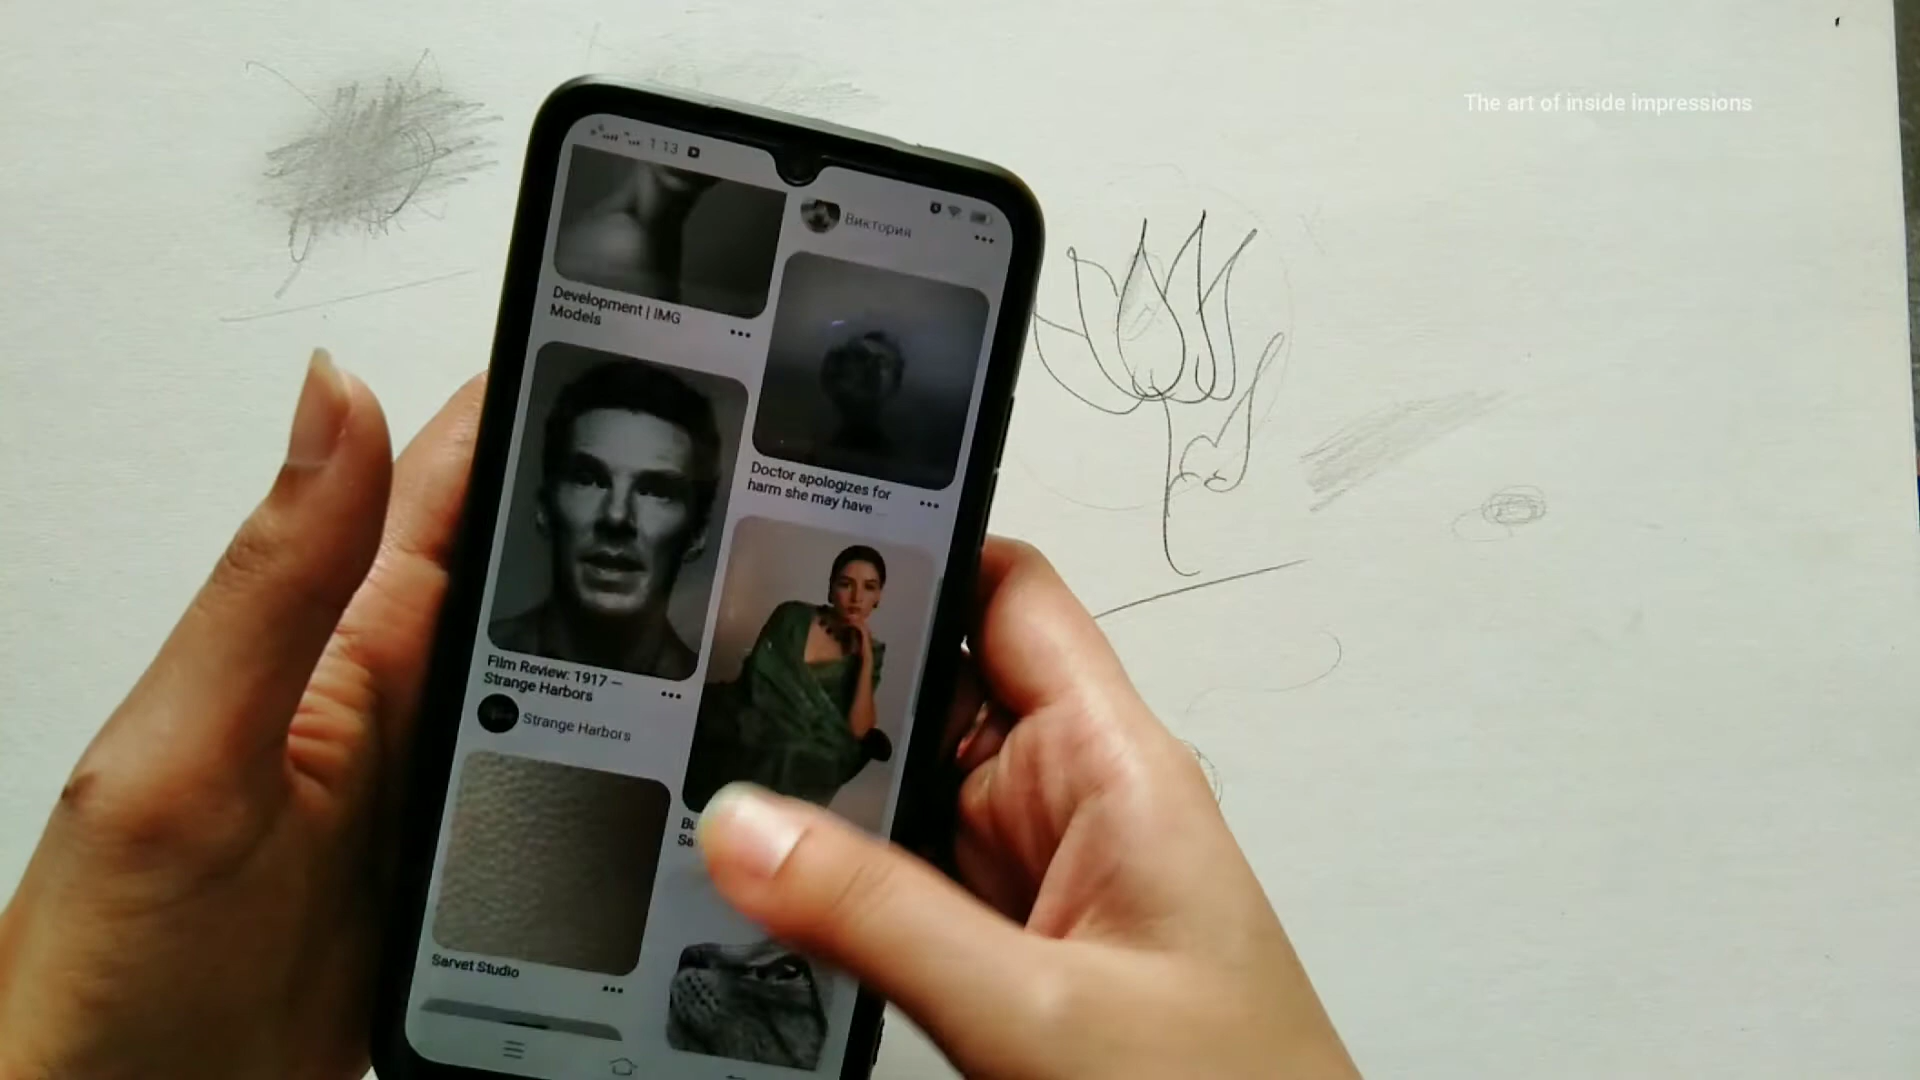 The art of inside impressions
1 13
Виктория
Development | IMG
Models
Doctor apologizes for
harm she may have ...
Film Review: 1917 –
Strange Harbors
Strange Harbors
Sarvet Studio